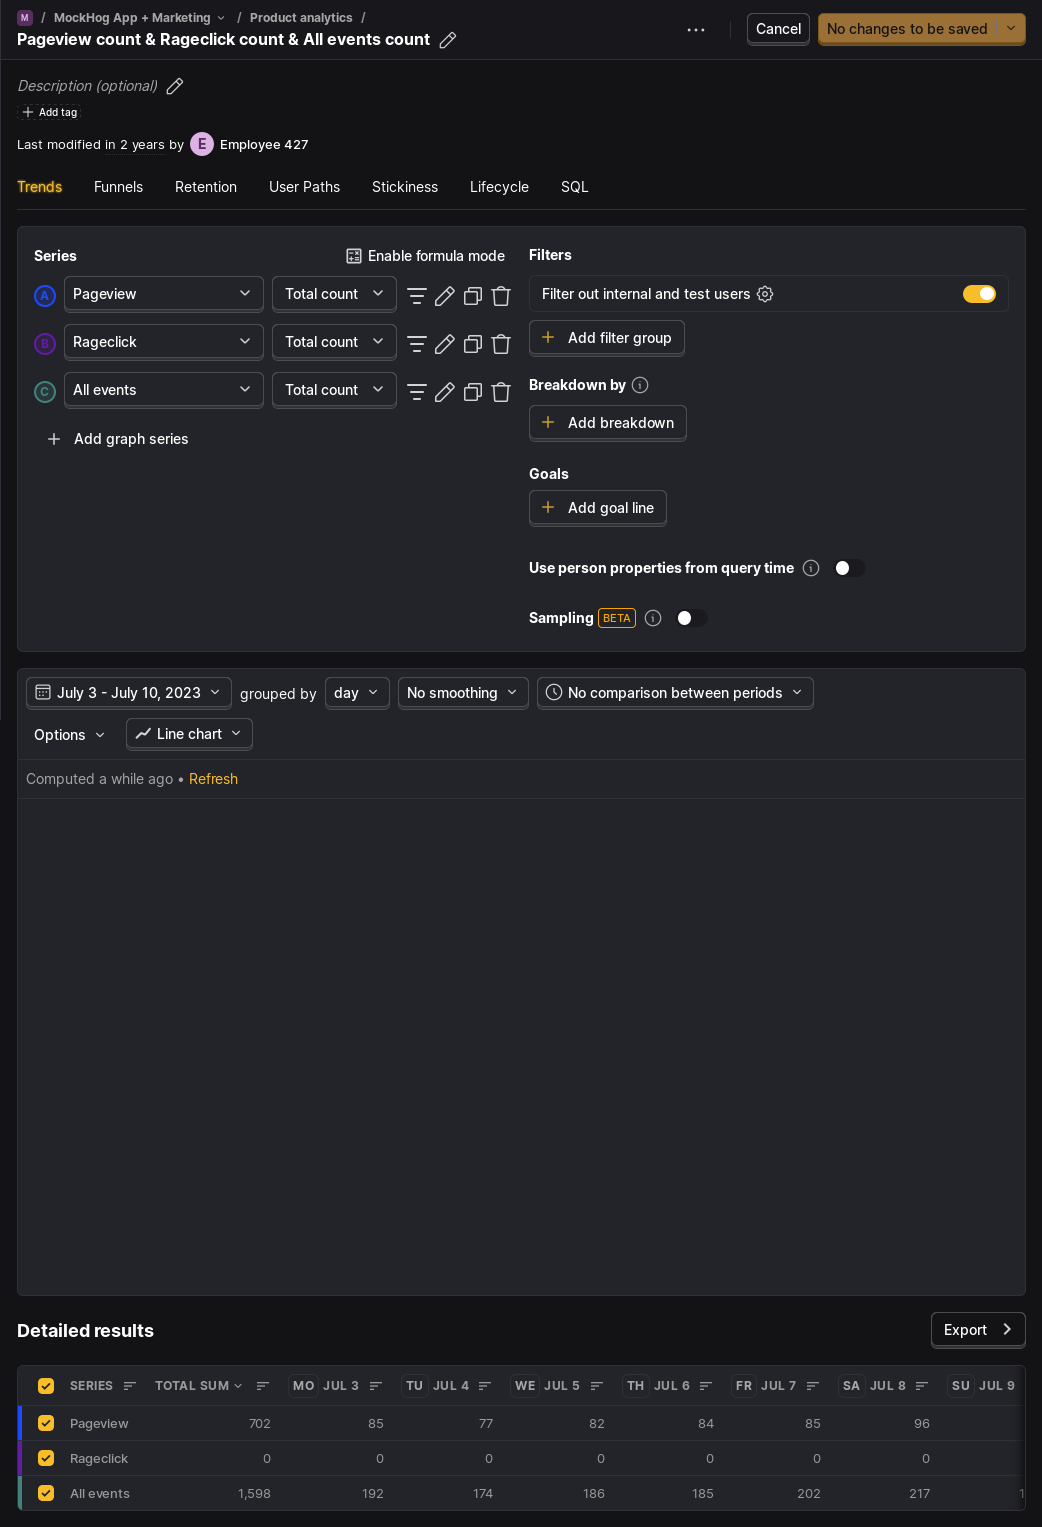 M / MockHog App + Marketing / Product analytics /
Pageview count & Rageclick count & All events count
Cancel
No changes to be saved
Description (optional)
Add tag
Last modified in 2 years by E Employee 427
Trends Funnels Retention User Paths Stickiness Lifecycle SQL
Series
Enable formula mode
A Pageview Total count
B Rageclick Total count
C All events Total count
Add graph series
Filters
Filter out internal and test users
Add filter group
Breakdown by
Add breakdown
Goals
Add goal line
Use person properties from query time
Sampling BETA
July 3 - July 10, 2023 grouped by day No smoothing No comparison between periods
Options Line chart
Computed a while ago • Refresh
Detailed results
Export
SERIES TOTAL SUM MO JUL 3 TU JUL 4 WE JUL 5 TH JUL 6 FR JUL 7 SA JUL 8 SU JUL 9
Pageview 702 85 77 82 84 85 96
Rageclick 0 0 0 0 0 0 0
All events 1,598 192 174 186 185 202 217 1